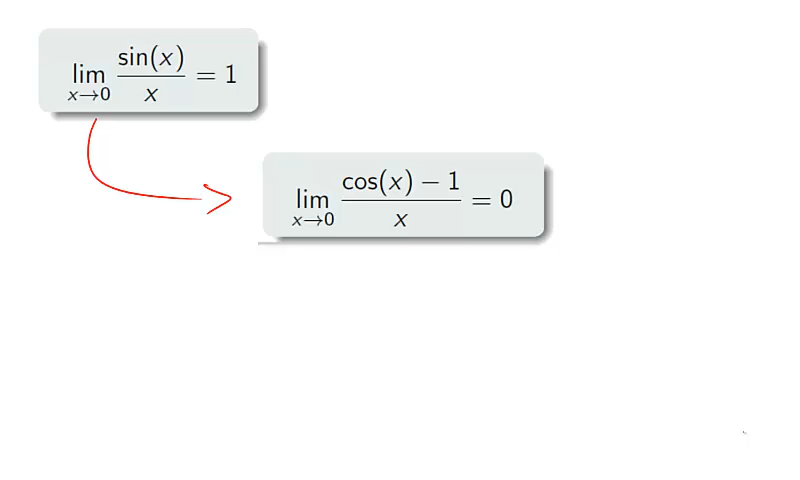 lim x→0 sin(x)/x = 1
lim x→0 cos(x) − 1/x = 0